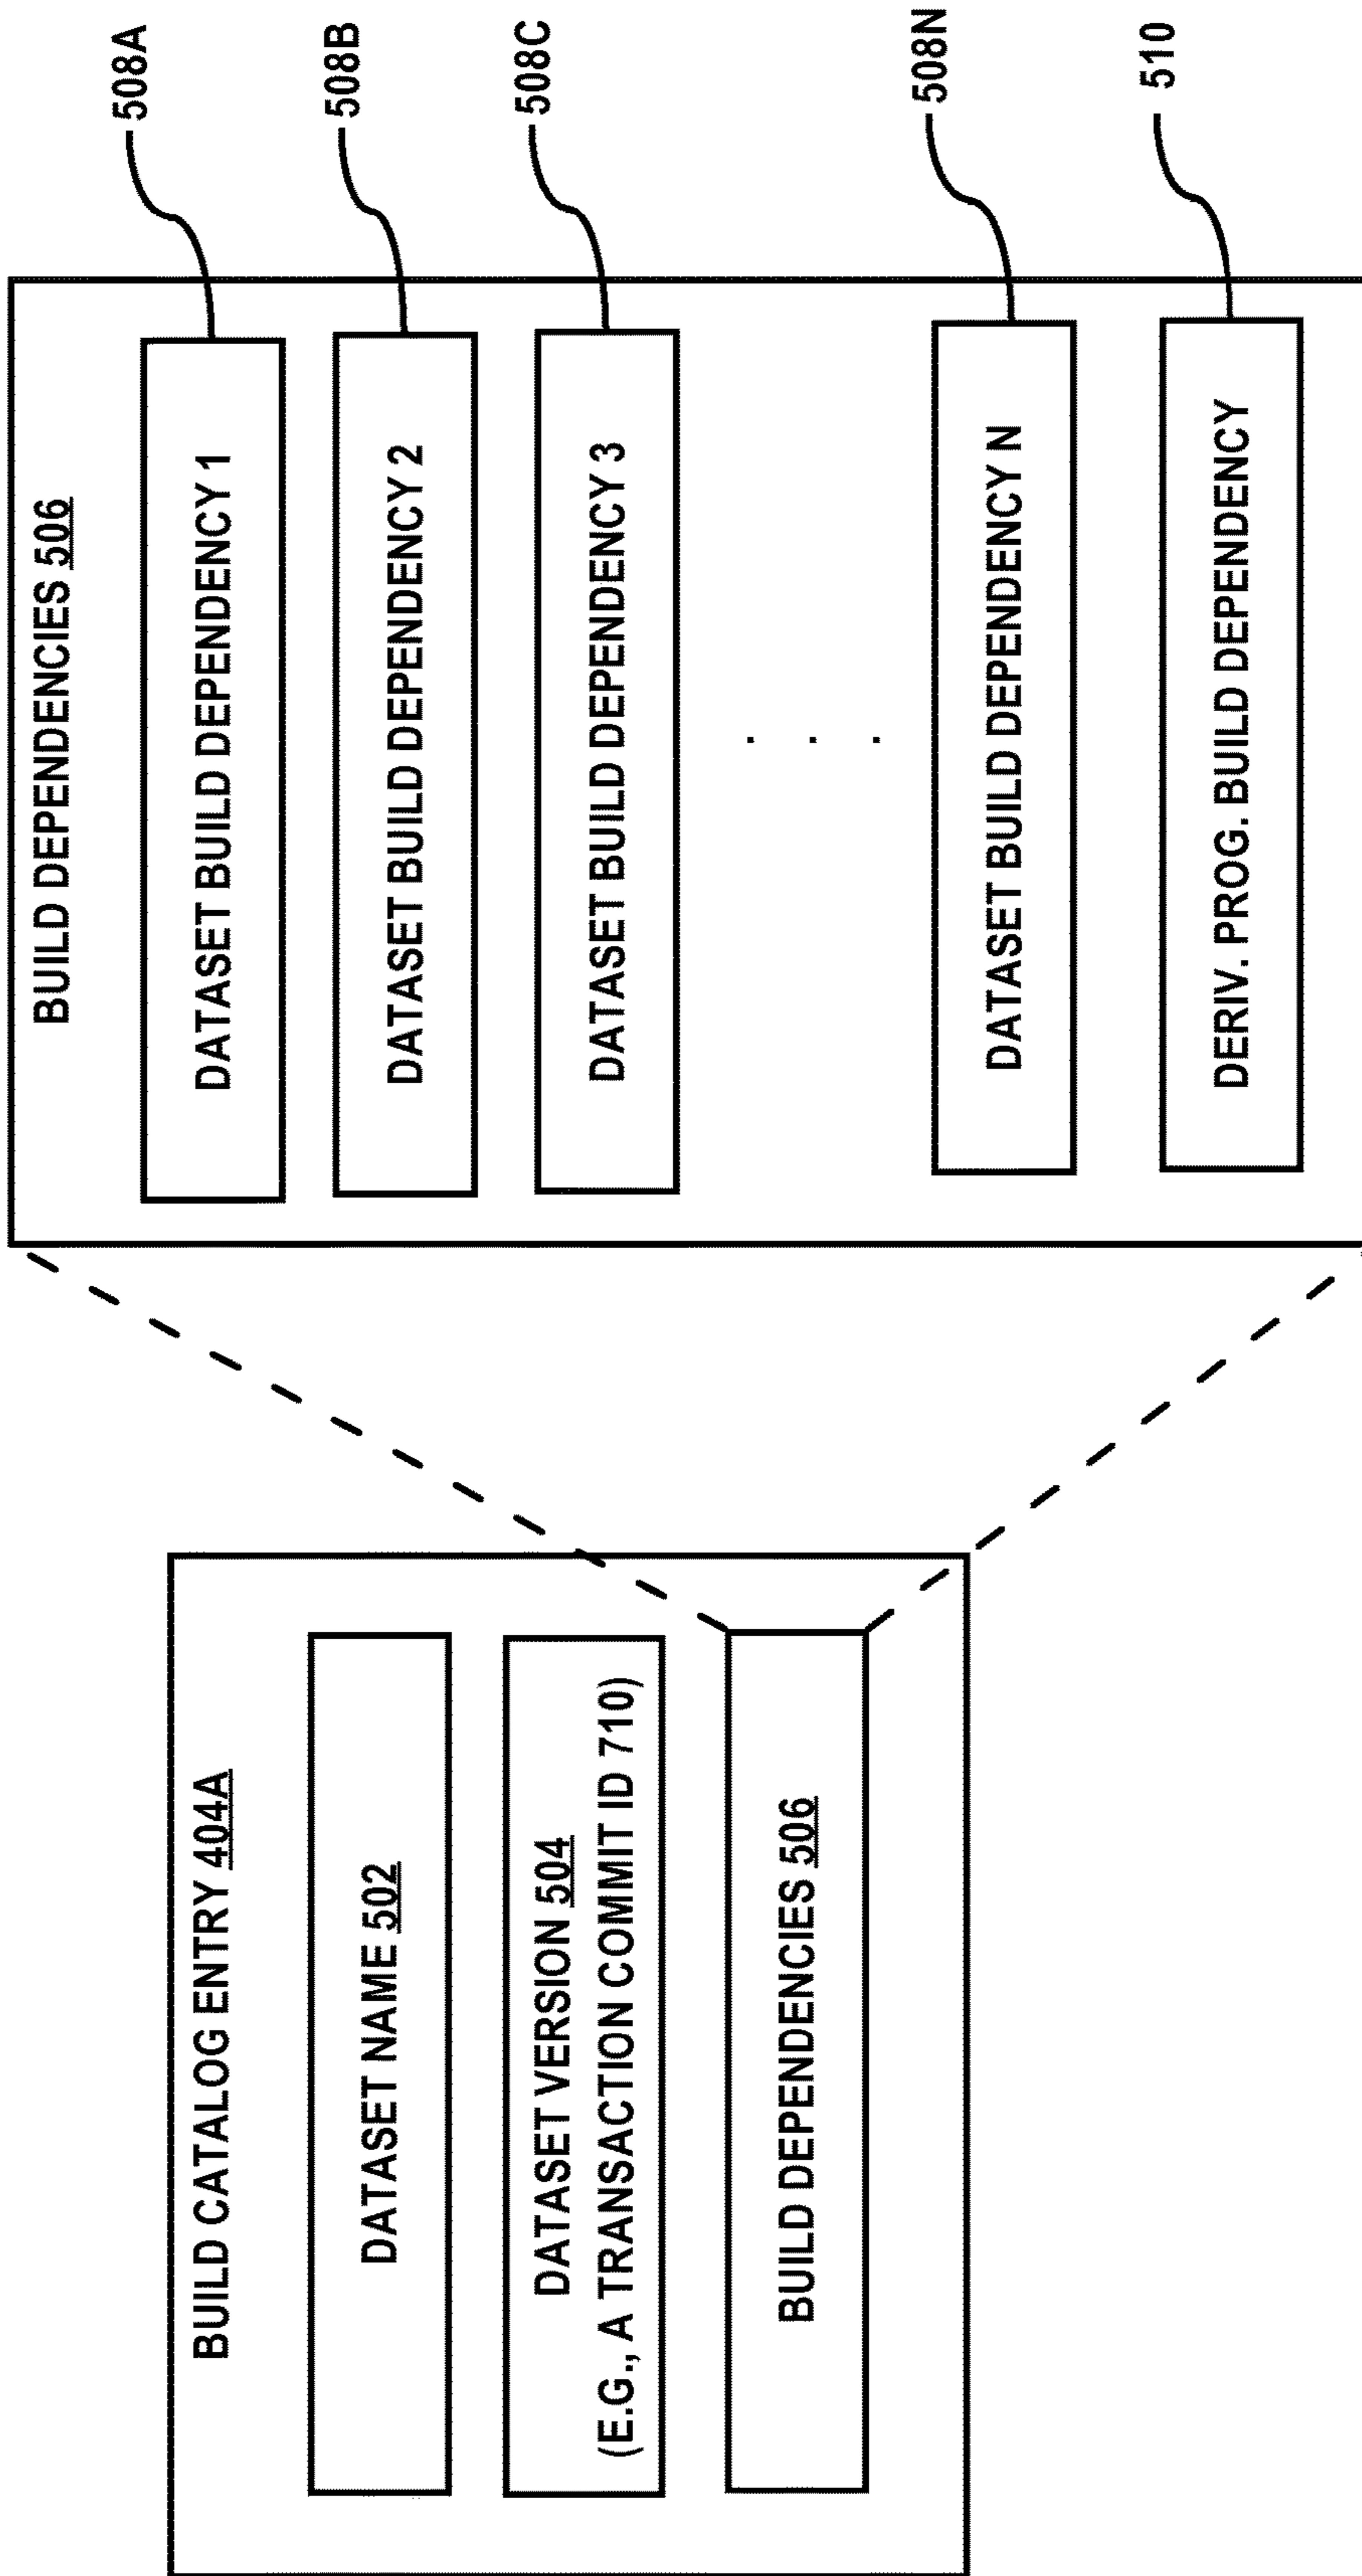 BUILD CATALOG ENTRY 404A
DATASET NAME 502
DATASET VERSION 504
(E.G., A TRANSACTION COMMIT ID 710)
BUILD DEPENDENCIES 506
BUILD DEPENDENCIES 506
DATASET BUILD DEPENDENCY 1
508A
DATASET BUILD DEPENDENCY 2
508B
DATASET BUILD DEPENDENCY 3
508C
. . .
DATASET BUILD DEPENDENCY N
508N
DERIV. PROG. BUILD DEPENDENCY
510